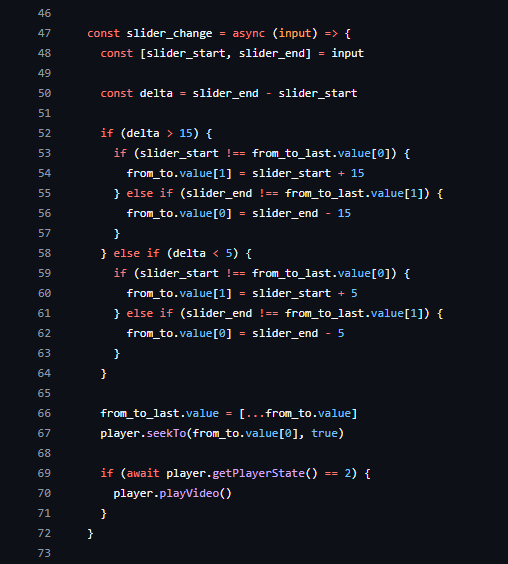 46
47 const slider_change = async (input) => {
48 const [slider_start, slider_end] = input
49
50 const delta = slider_end - slider_start
51
52 if (delta > 15) {
53 if (slider_start !== from_to_last.value[0]) {
54 from_to.value[1] = slider_start + 15
55 } else if (slider_end !== from_to_last.value[1]) {
56 from_to.value[0] = slider_end - 15
57 }
58 } else if (delta < 5) {
59 if (slider_start !== from_to_last.value[0]) {
60 from_to.value[1] = slider_start + 5
61 } else if (slider_end !== from_to_last.value[1]) {
62 from_to.value[0] = slider_end - 5
63 }
64 }
65
66 from_to_last.value = [...from_to.value]
67 player.seekTo(from_to.value[0], true)
68
69 if (await player.getPlayerState() == 2) {
70 player.playVideo()
71 }
72 }
73